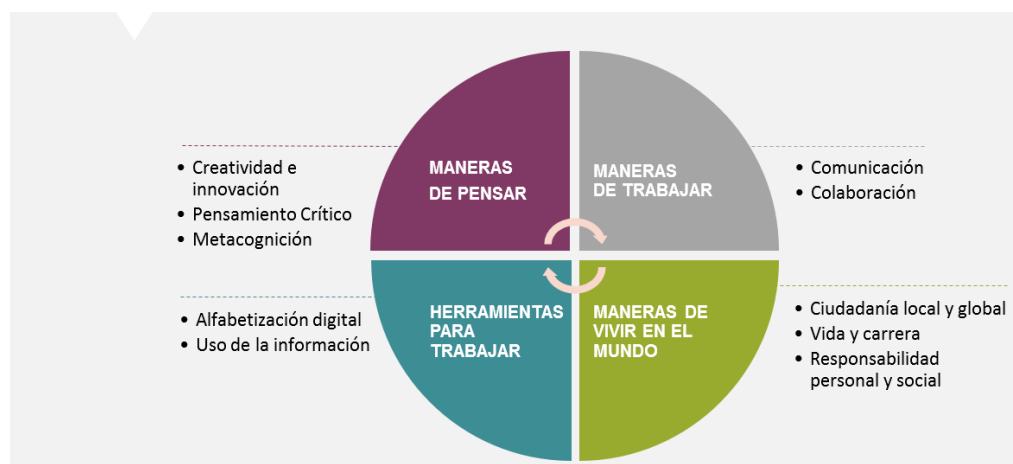 MANERAS
DE PENSAR
• Creatividad e
innovación
• Pensamiento Crítico
• Metacognición
MANERAS
DE TRABAJAR
• Comunicación
• Colaboración
HERRAMIENTAS
PARA
TRABAJAR
• Alfabetización digital
• Uso de la información
MANERAS DE
VIVIR EN EL
MUNDO
• Ciudadanía local y global
• Vida y carrera
• Responsabilidad
personal y social